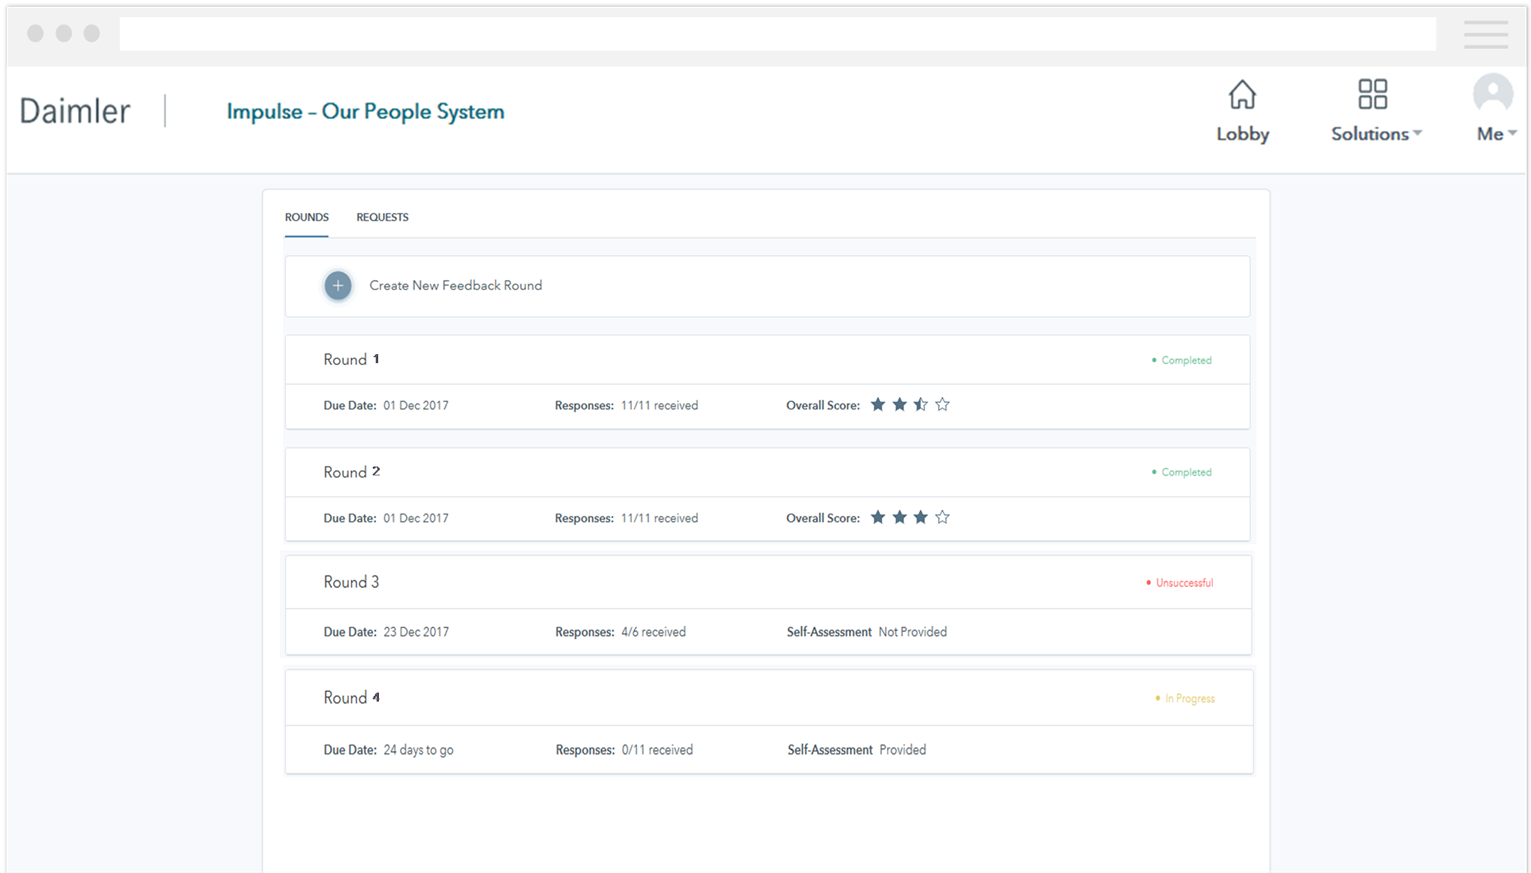 Daimler
Impulse – Our People System
Lobby
Solutions
Me
ROUNDS REQUESTS
Create New Feedback Round
Round 1 Completed
Due Date: 01 Dec 2017 Responses: 11/11 received Overall Score:
Round 2 Completed
Due Date: 01 Dec 2017 Responses: 11/11 received Overall Score:
Round 3 Unsuccessful
Due Date: 23 Dec 2017 Responses: 4/6 received Self-Assessment Not Provided
Round 4 In Progress
Due Date: 24 days to go Responses: 0/11 received Self-Assessment Provided